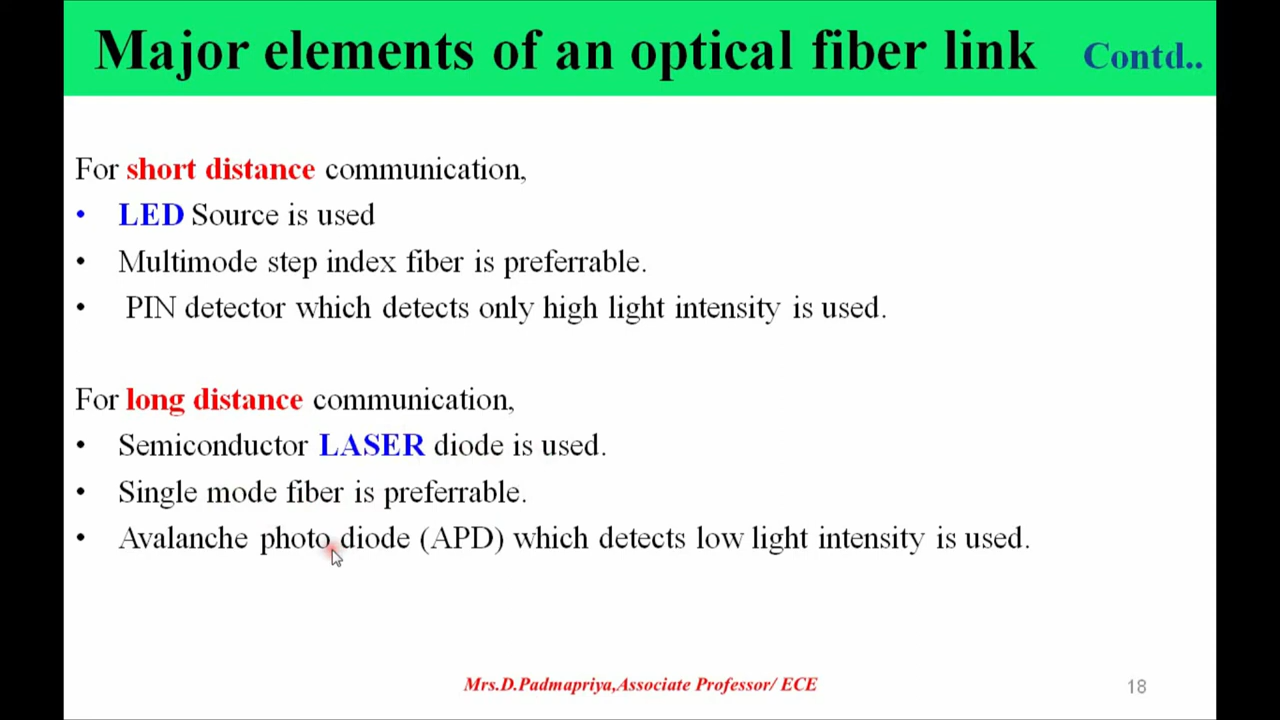 Major elements of an optical fiber link Contd..
For short distance communication,
• LED Source is used
• Multimode step index fiber is preferrable.
• PIN detector which detects only high light intensity is used.
For long distance communication,
• Semiconductor LASER diode is used.
• Single mode fiber is preferrable.
• Avalanche photo diode (APD) which detects low light intensity is used.
Mrs.D.Padmapriya,Associate Professor/ ECE 18